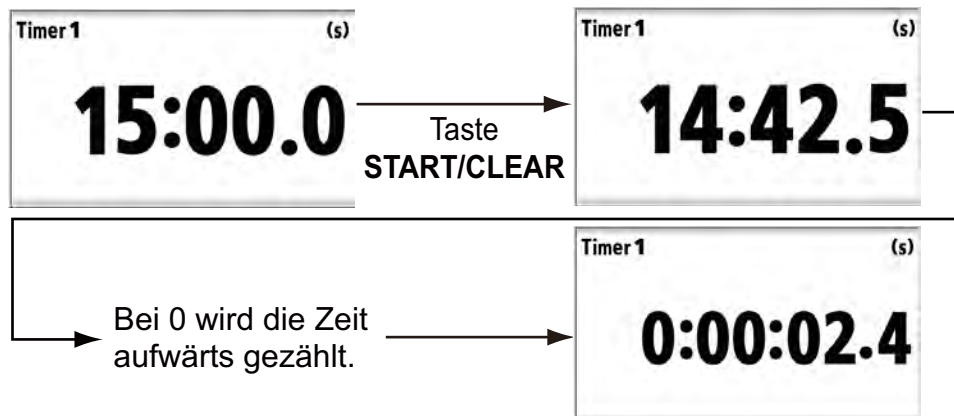 Timer 1 (s)
15:00.0
Taste
START/CLEAR
Timer 1 (s)
14:42.5
Bei 0 wird die Zeit
aufwärts gezählt.
Timer 1 (s)
0:00:02.4